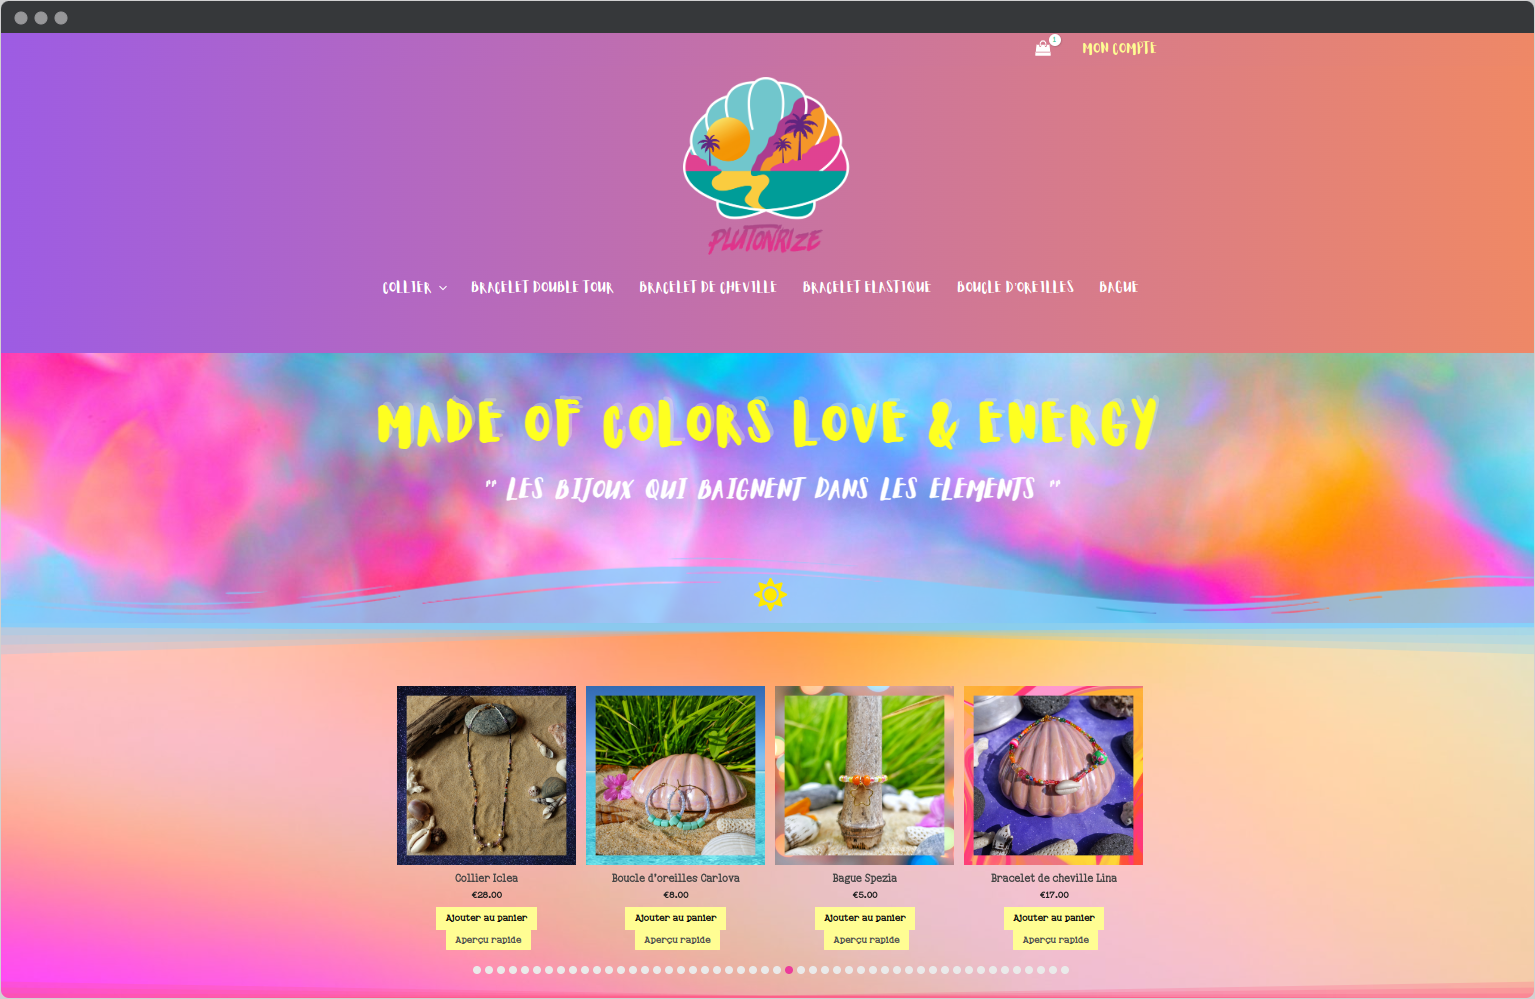 1
MON COMPTE
PLUTONRIZE
COLLIER BRACELET DOUBLE TOUR BRACELET DE CHEVILLE BRACELET ELASTIQUE BOUCLE D'OREILLES BAGUE
MADE OF COLORS LOVE & ENERGY
" LES BIJOUX QUI BAIGNENT DANS LES ELEMENTS "
Collier Iclea
€28.00
Ajouter au panier
Aperçu rapide
Boucle d'oreilles Carlova
€8.00
Ajouter au panier
Aperçu rapide
Bague Spezia
€5.00
Ajouter au panier
Aperçu rapide
Bracelet de cheville Lina
€17.00
Ajouter au panier
Aperçu rapide